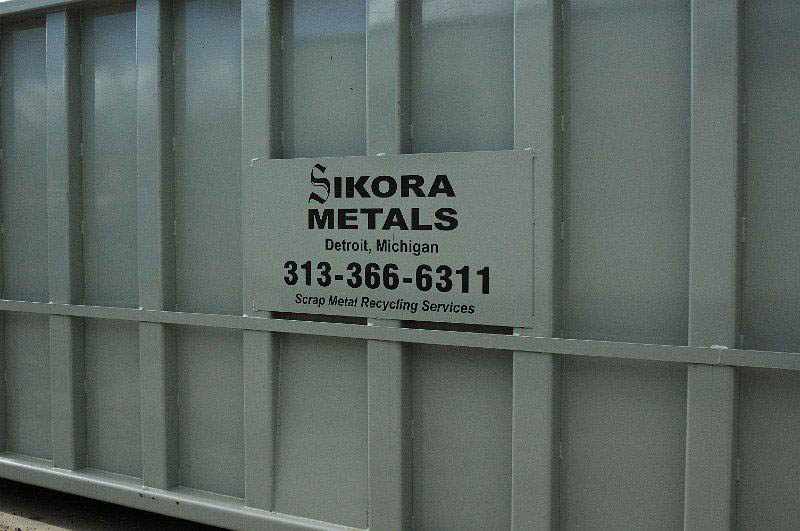 SIKORA
METALS
Detroit, Michigan
313-366-6311
Scrap Metal Recycling Services